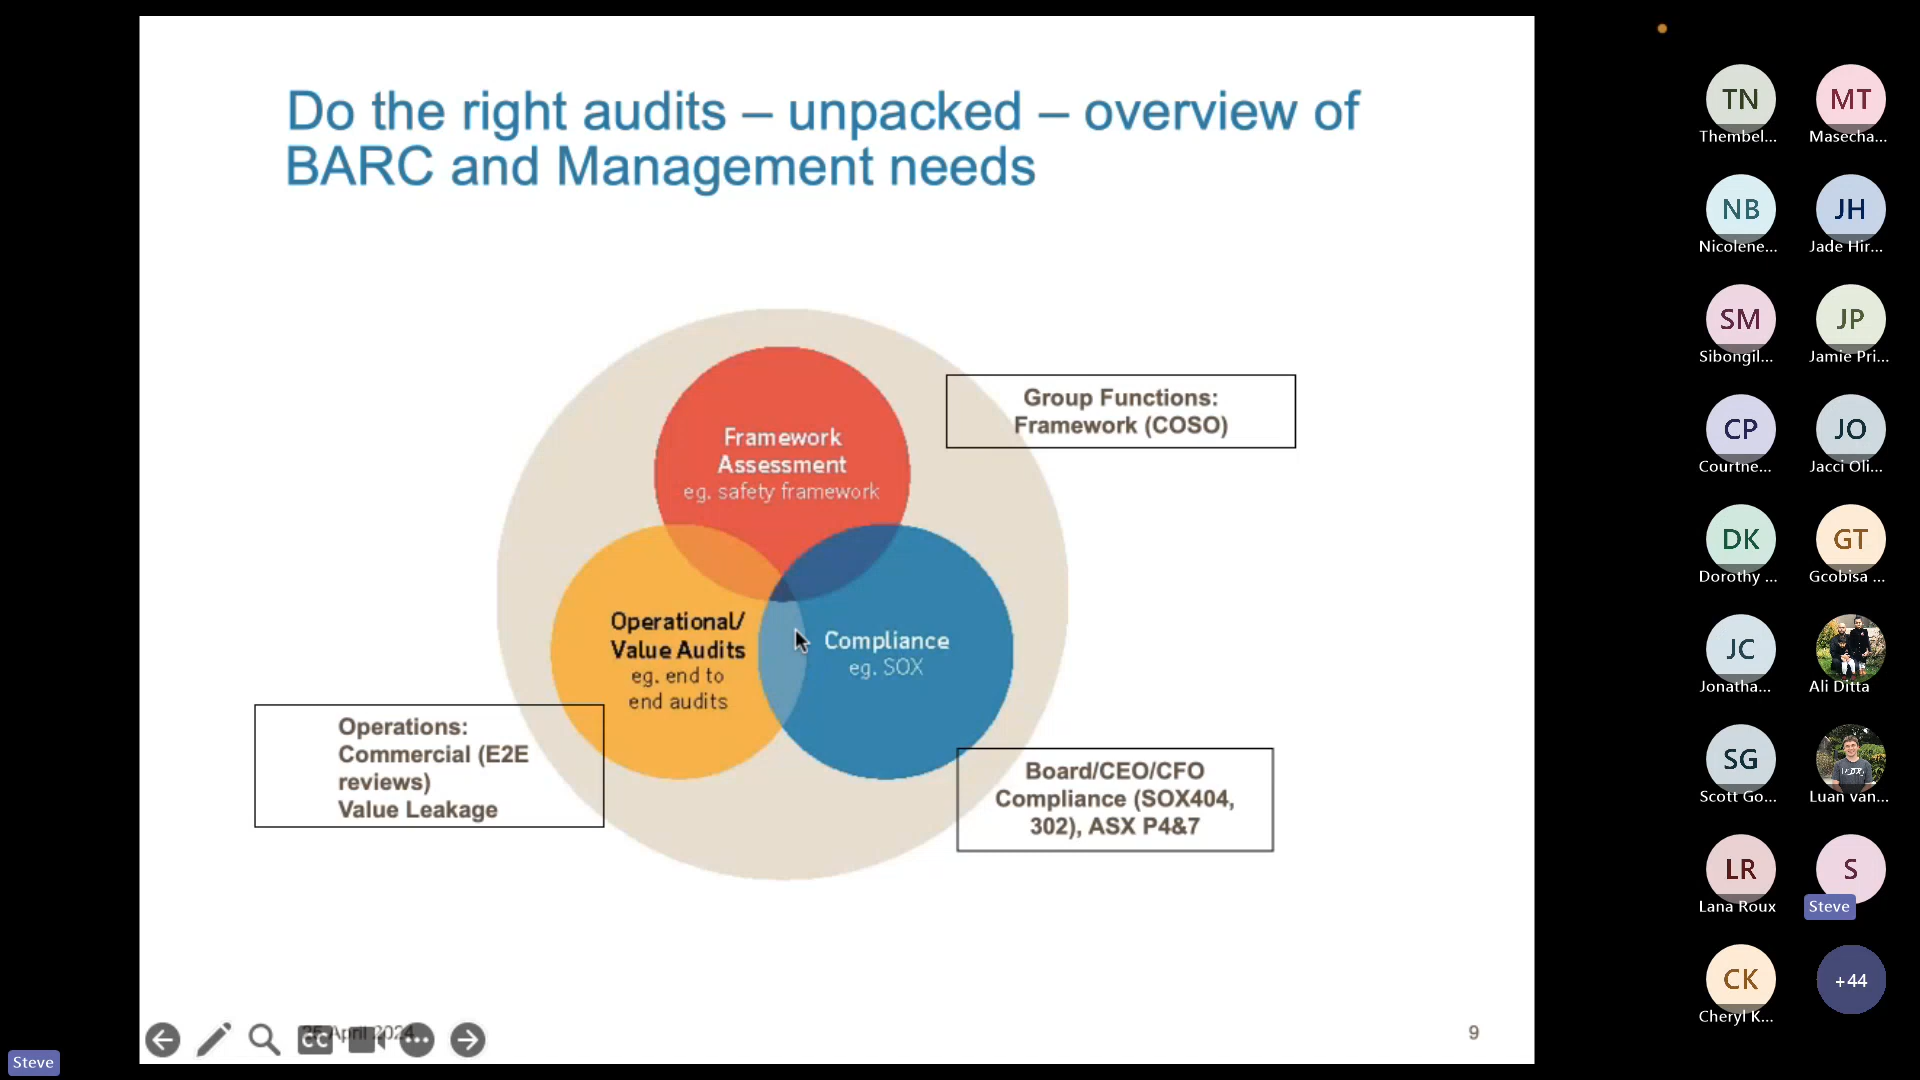 Do the right audits – unpacked – overview of
BARC and Management needs
Group Functions:
Framework (COSO)
Framework
Assessment
eg. safety framework
Operational/
Value Audits
eg. end to
end audits
Compliance
eg. SOX
Operations:
Commercial (E2E
reviews)
Value Leakage
Board/CEO/CFO
Compliance (SOX404,
302), ASX P4&7
April 2024
CC
9
Steve
TN
Thembel...
MT
Masecha...
NB
Nicolene...
JH
Jade Hir...
SM
Sibongil...
JP
Jamie Pri...
CP
Courtne...
JO
Jacci Oli...
DK
Dorothy ...
GT
Gcobisa ...
JC
Jonatha...
Ali Ditta
SG
Scott Go...
Luan van...
LR
Lana Roux
S
Steve
CK
Cheryl K...
+44